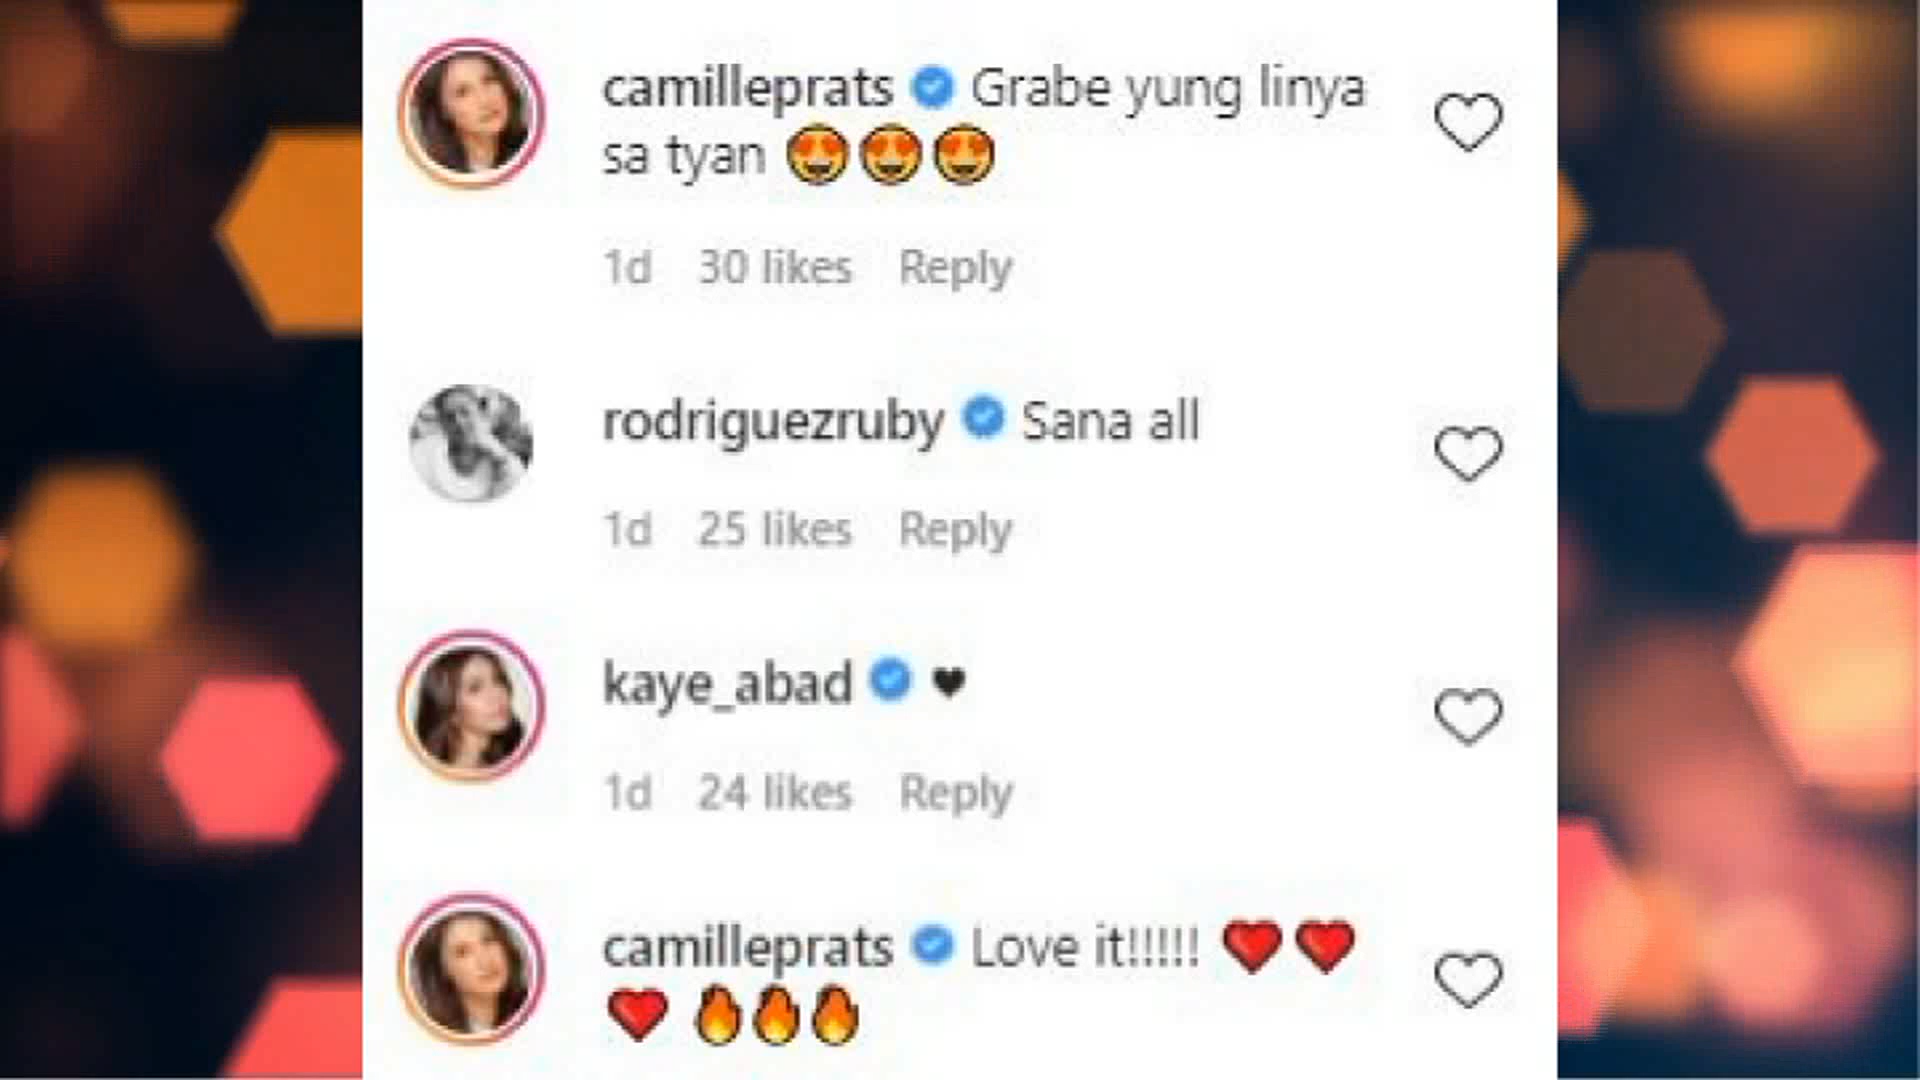 camilleprats Grabe yung linya
sa tyan 😍😍😍
1d 30 likes Reply
rodriguezruby Sana all
1d 25 likes Reply
kaye_abad 🖤
1d 24 likes Reply
camilleprats Love it!!!!! ❤️❤️
❤️ 🔥🔥🔥